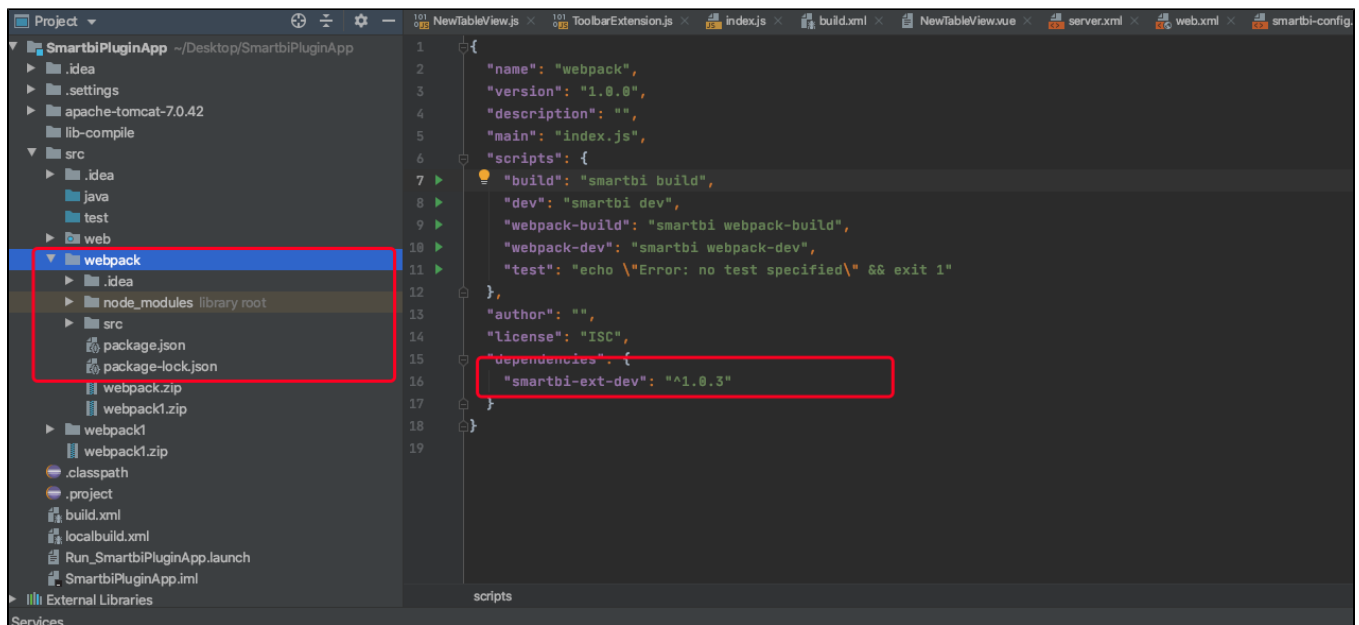 Project
NewTableView.js
ToolbarExtension.js
index.js
build.xml
NewTableView.vue
server.xml
web.xml
smartbi-config.
SmartbiPluginApp ~/Desktop/SmartbiPluginApp
.idea
.settings
apache-tomcat-7.0.42
lib-compile
src
.idea
java
test
web
webpack
.idea
node_modules library root
src
package.json
package-lock.json
webpack.zip
webpack1.zip
webpack1
webpack1.zip
.classpath
.project
build.xml
localbuild.xml
Run_SmartbiPluginApp.launch
SmartbiPluginApp.iml
External Libraries
Services
1 {
2 "name": "webpack",
3 "version": "1.0.0",
4 "description": "",
5 "main": "index.js",
6 "scripts": {
7 "build": "smartbi build",
8 "dev": "smartbi dev",
9 "webpack-build": "smartbi webpack-build",
10 "webpack-dev": "smartbi webpack-dev",
11 "test": "echo \"Error: no test specified\" && exit 1"
12 },
13 "author": "",
14 "license": "ISC",
15 "dependencies": {
16 "smartbi-ext-dev": "^1.0.3"
17 }
18 }
19
scripts